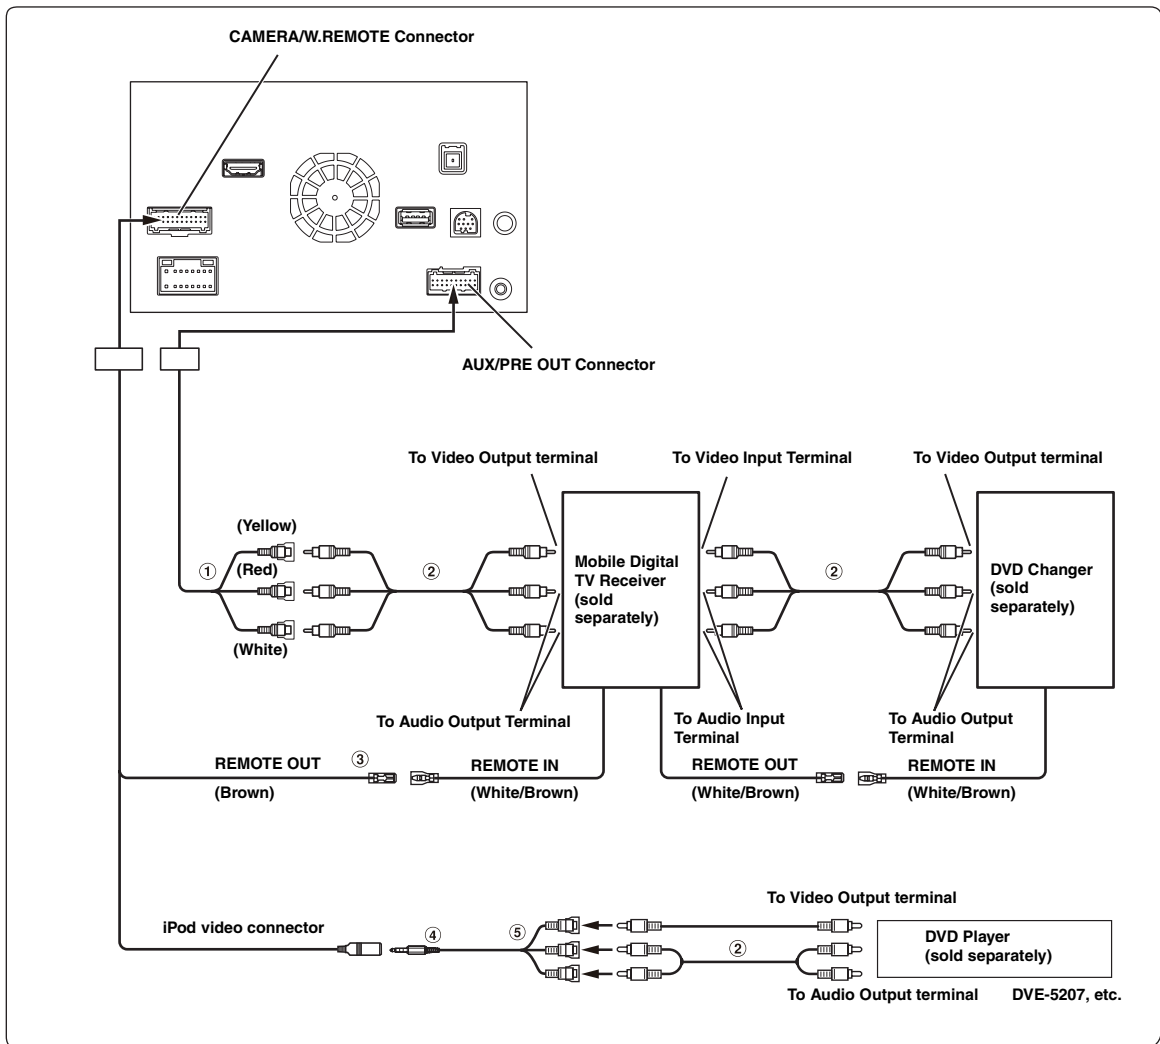 CAMERA/W.REMOTE Connector
AUX/PRE OUT Connector
To Video Output terminal
To Video Input Terminal
To Video Output terminal
(Yellow)
①
(Red)
(White)
②
Mobile Digital
TV Receiver
(sold
separately)
②
DVD Changer
(sold
separately)
To Audio Output Terminal
To Audio Input
Terminal
To Audio Output
Terminal
REMOTE OUT
③
(Brown)
REMOTE IN
(White/Brown)
REMOTE OUT
(White/Brown)
REMOTE IN
(White/Brown)
To Video Output terminal
iPod video connector
④
⑤
②
DVD Player
(sold separately)
To Audio Output terminal
DVE-5207, etc.